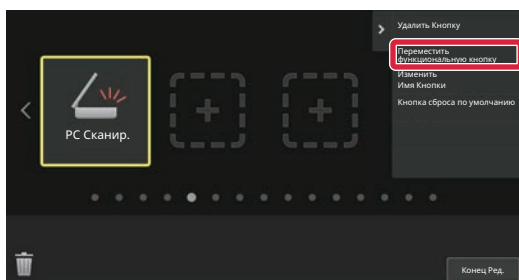 Удалить Кнопку
Переместить
функциональную кнопку
Изменить
Имя Кнопки
Кнопка сброса по умолчанию
PC Сканир.
Конец Ред.